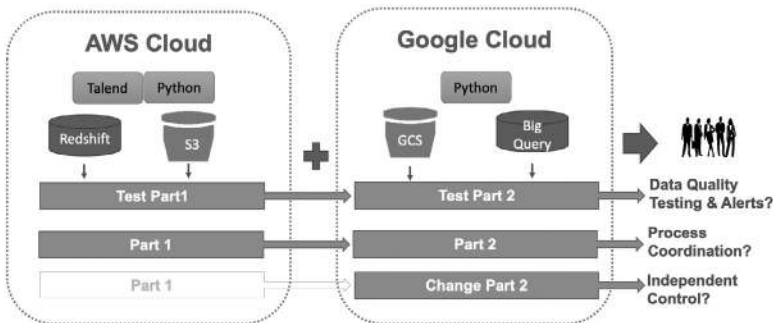 AWS Cloud
Google Cloud
Talend
Python
Python
Redshift
S3
GCS
Big
Query
Test Part1
Test Part 2
Data Quality
Testing & Alerts?
Part 1
Part 2
Process
Coordination?
Part 1
Change Part 2
Independent
Control?